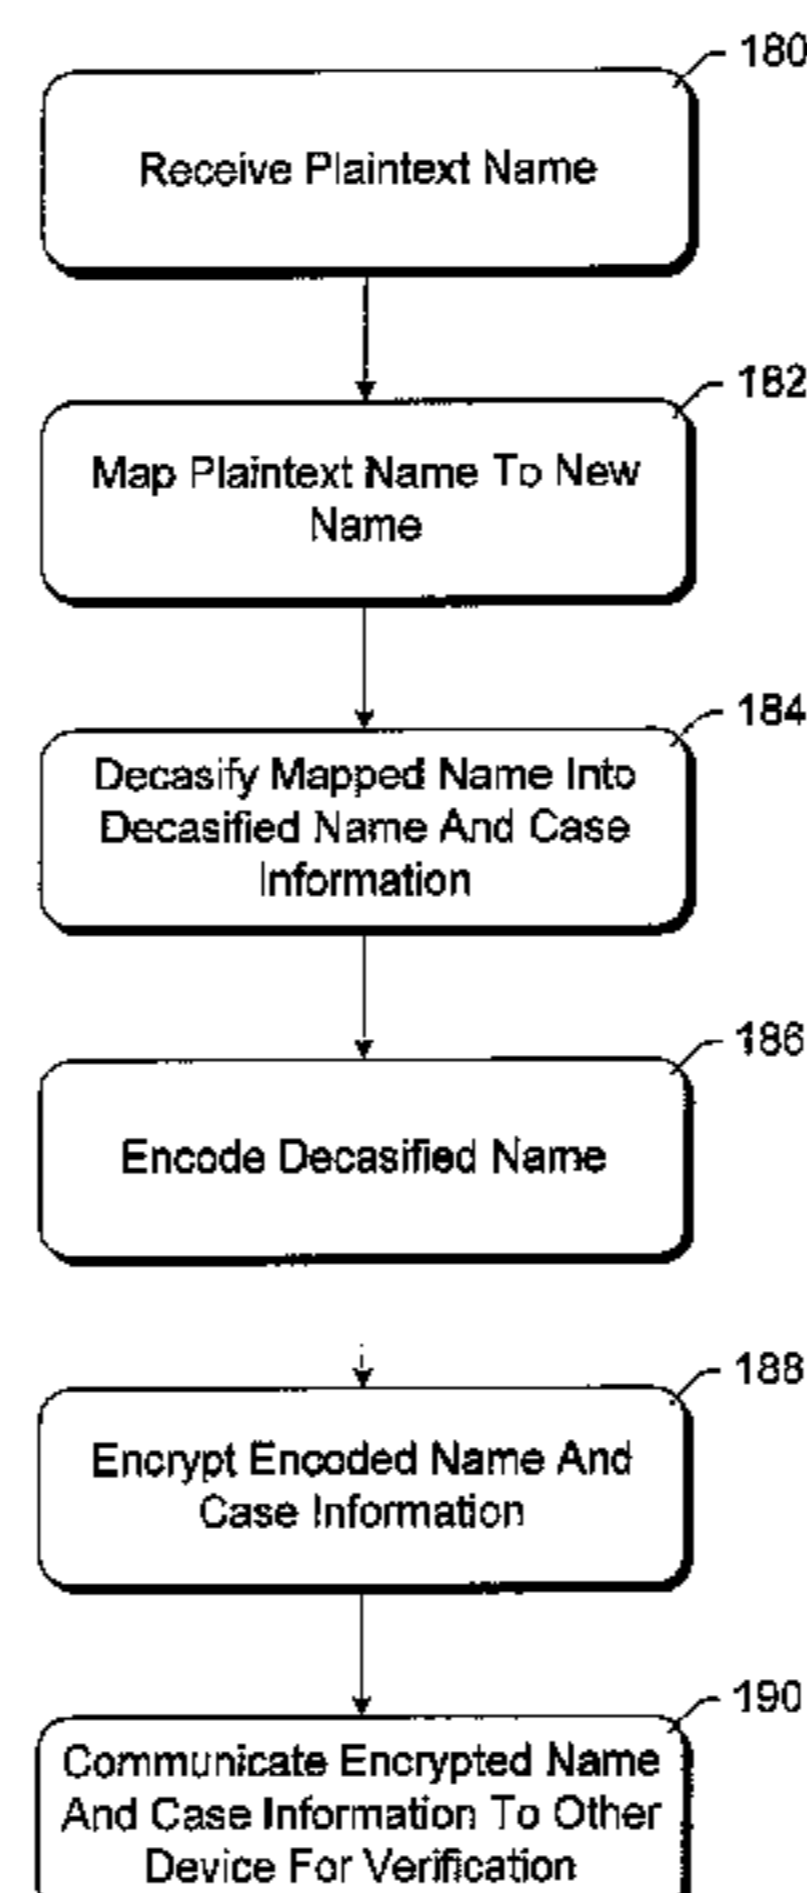 180
Receive Plaintext Name
182
Map Plaintext Name To New
Name
184
Decasify Mapped Name Into
Decasified Name And Case
Information
186
Encode Decasified Name
188
Encrypt Encoded Name And
Case Information
190
Communicate Encrypted Name
And Case Information To Other
Device For Verification